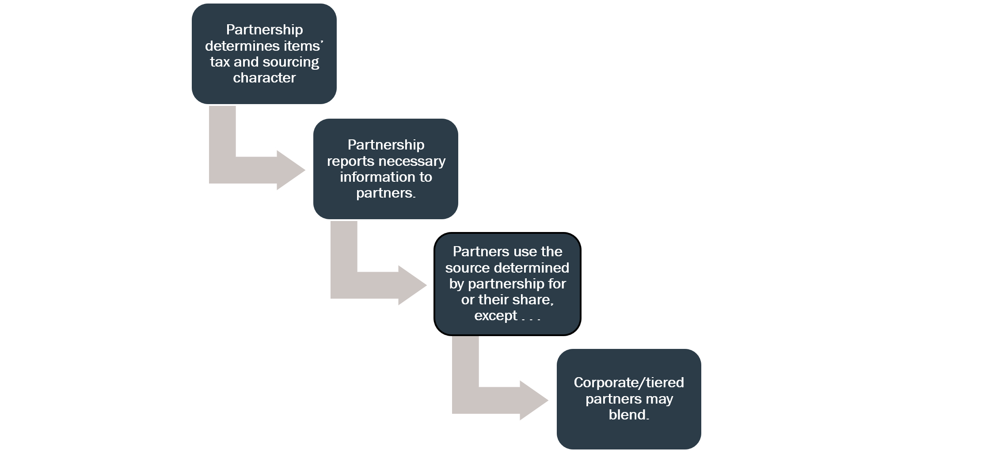 Partnership
determines items’
tax and sourcing
character
Partnership
reports necessary
information to
partners.
Partners use the
source determined
by partnership for
or their share,
except . . .
Corporate/tiered
partners may
blend.